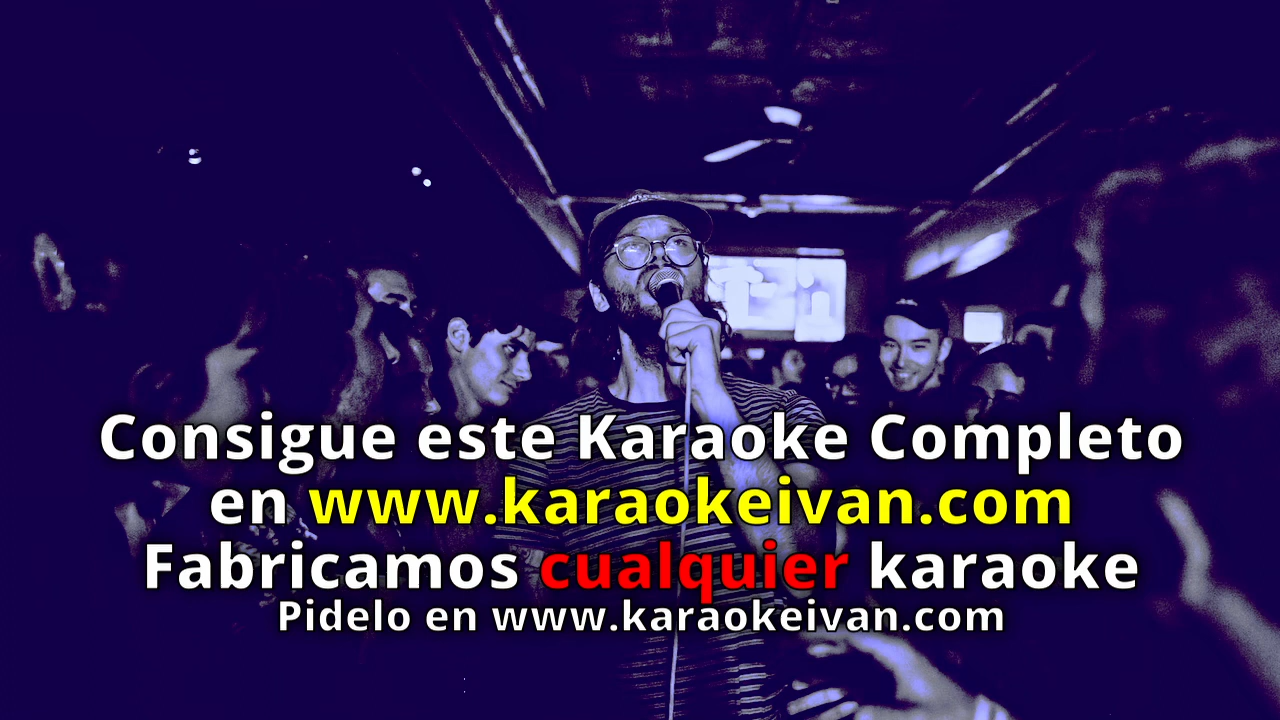 Consigue este Karaoke Completo
en www.karaokeivan.com
Fabricamos cualquier karaoke
Pidelo en www.karaokeivan.com